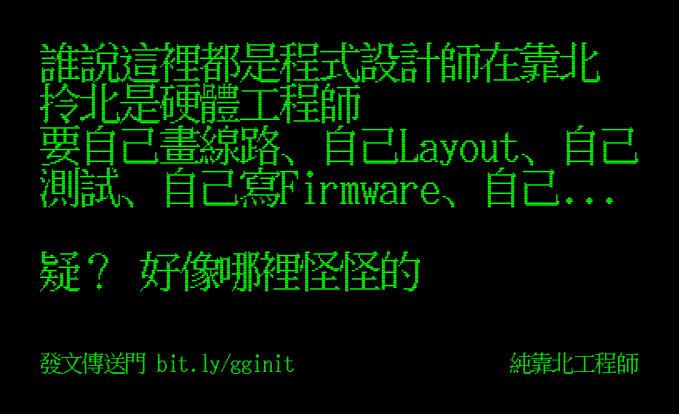 誰說這裡都是程式設計師在靠北
拎北是硬體工程師
要自己畫線路、自己Layout、自己
測試、自己寫Firmware、自己...
疑？ 好像哪裡怪怪的
發文傳送門 bit.ly/gginit
純靠北工程師